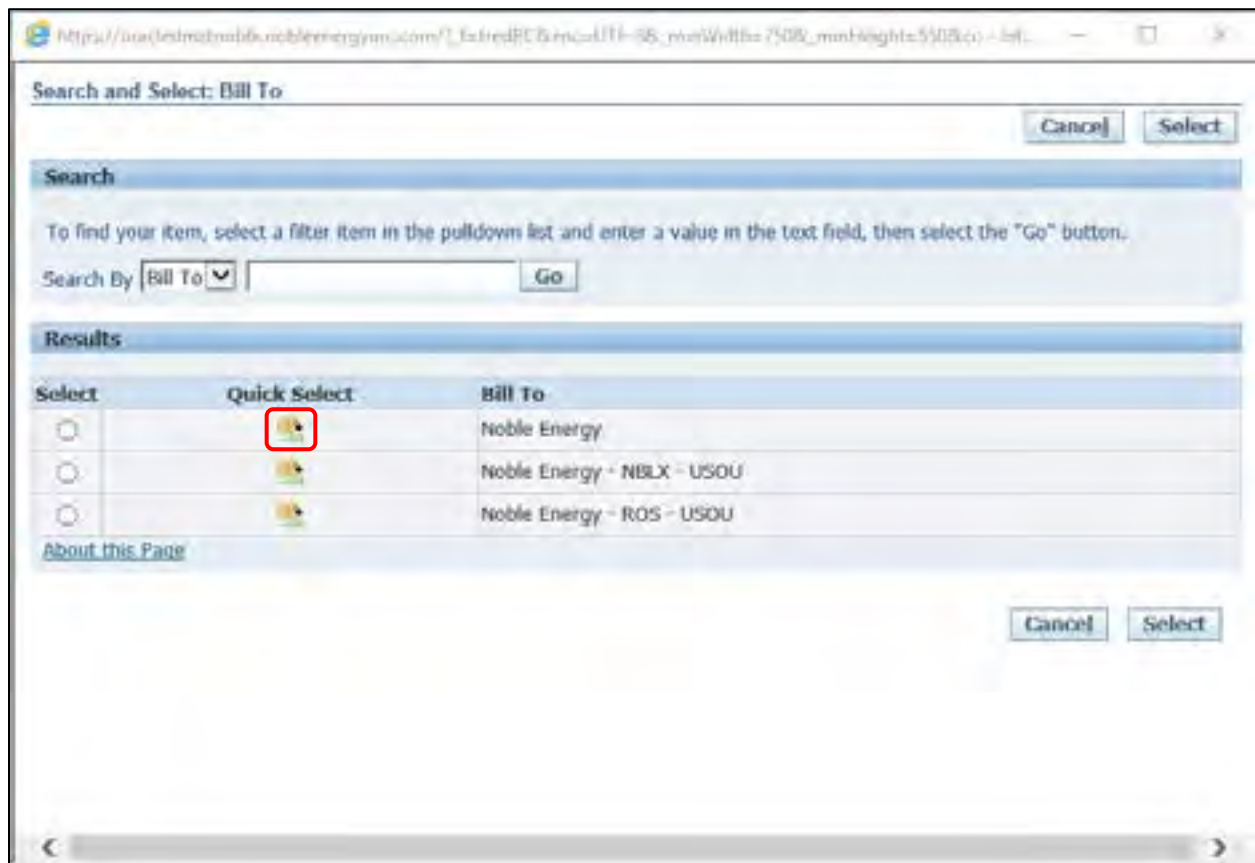 Search and Select: Bill To
Cancel Select
Search
To find your item, select a filter item in the pulldown list and enter a value in the text field, then select the "Go" button.
Search By Bill To Go
Results
Select Quick Select Bill To
Noble Energy
Noble Energy - NBLX - USOU
Noble Energy - ROS - USOU
About this Page
Cancel Select